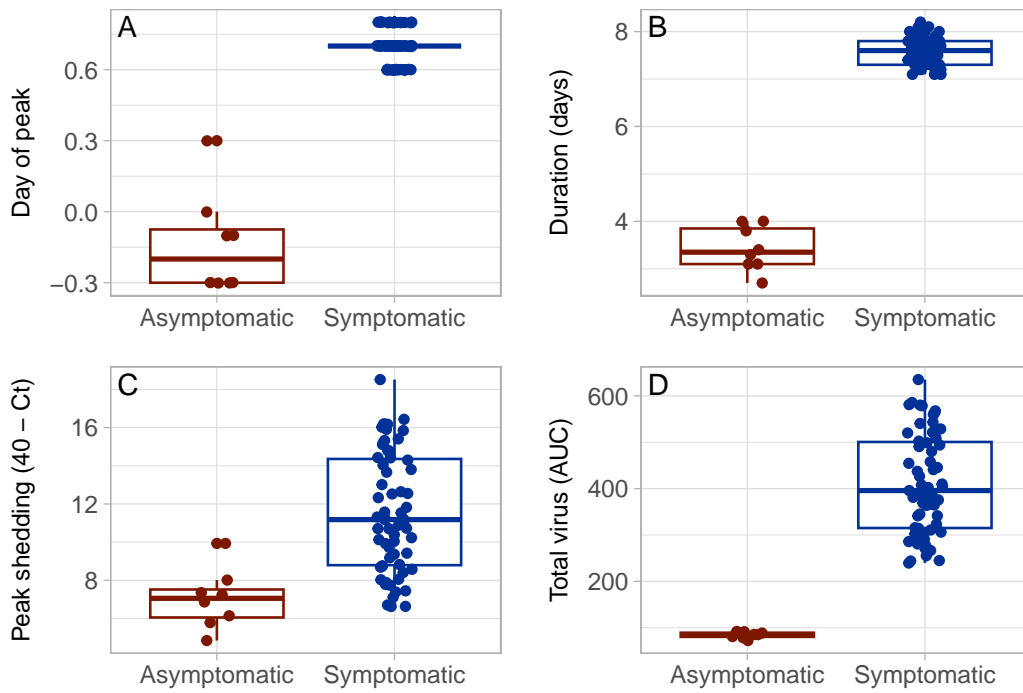 A
Day of peak
0.6
0.3
0.0
−0.3
Asymptomatic Symptomatic
B
Duration (days)
8
6
4
Asymptomatic Symptomatic
C
Peak shedding (40 − Ct)
16
12
8
Asymptomatic Symptomatic
D
Total virus (AUC)
600
400
200
Asymptomatic Symptomatic